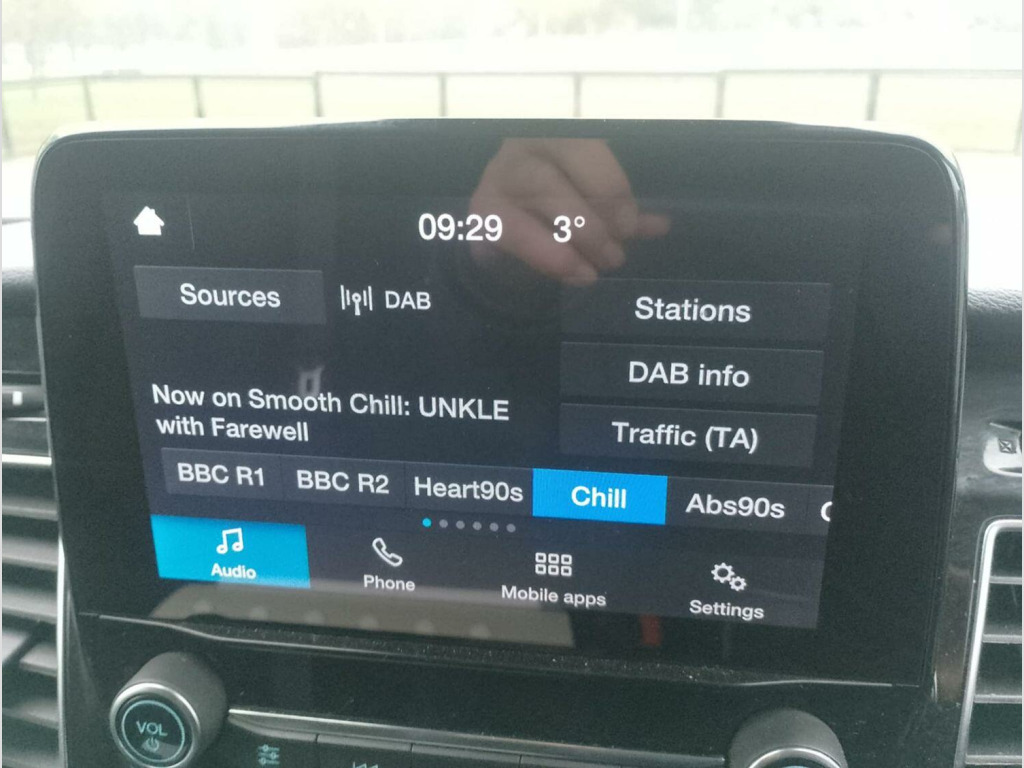 09:29 3°
Sources DAB Stations
DAB info
Now on Smooth Chill: UNKLE
with Farewell
Traffic (TA)
BBC R1 BBC R2 Heart90s Chill Abs90s
Audio Phone Mobile apps Settings
VOL